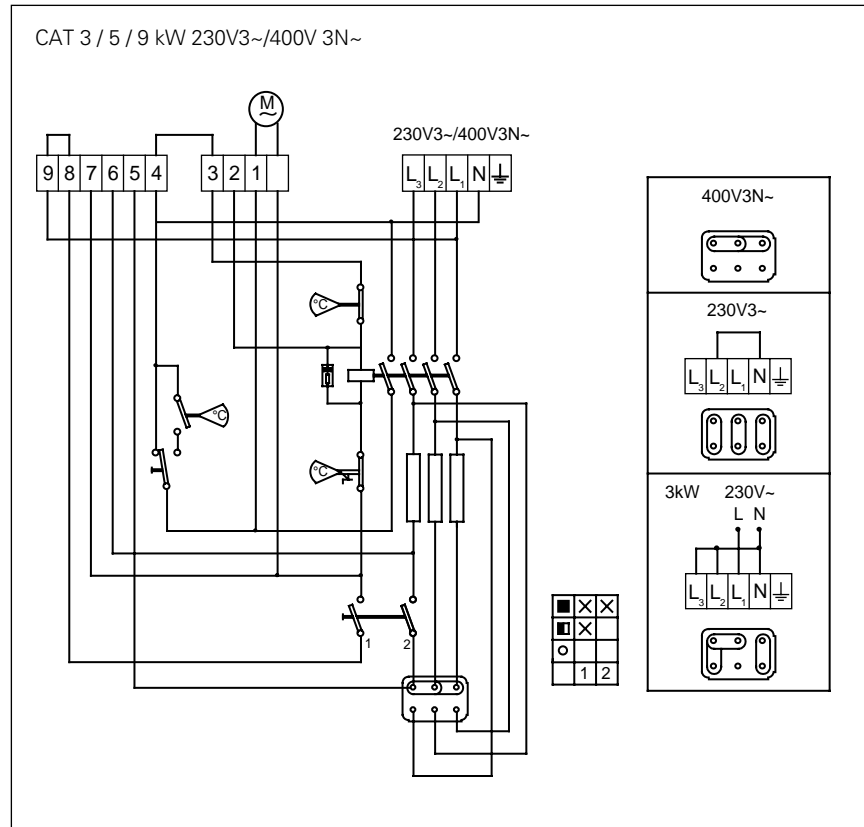 CAT 3 / 5 / 9 kW 230V3~/400V 3N~
M
~
230V3~/400V3N~
9 8 7 6 5 4
3 2 1
L3 L2 L1 N
400V3N~
°C
230V3~
L3 L2 L1 N
°C
°C
3kW 230V~
L N
L3 L2 L1 N
1 2
1 2